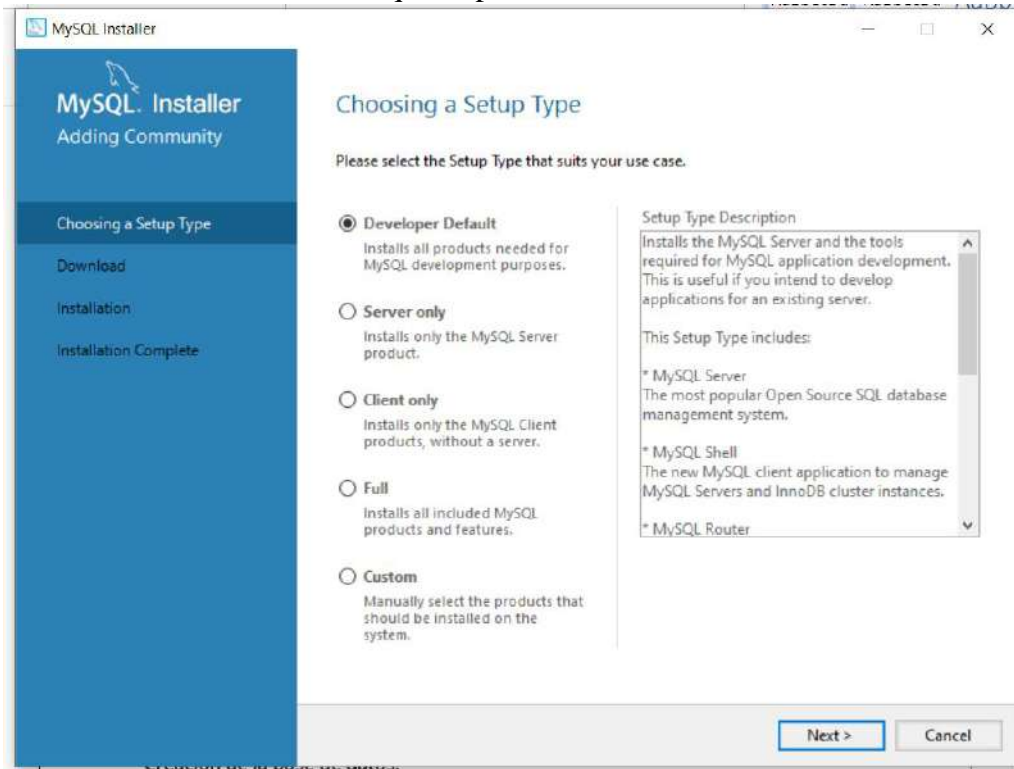 MySQL Installer
MySQL. Installer
Adding Community
Choosing a Setup Type
Download
Installation
Installation Complete
Choosing a Setup Type
Please select the Setup Type that suits your use case.
Developer Default
Installs all products needed for
MySQL development purposes.
Server only
Installs only the MySQL Server
product.
Client only
Installs only the MySQL Client
products, without a server.
Full
Installs all included MySQL
products and features.
Custom
Manually select the products that
should be installed on the
system.
Setup Type Description
Installs the MySQL Server and the tools
required for MySQL application development.
This is useful if you intend to develop
applications for an existing server.
This Setup Type includes:
* MySQL Server
The most popular Open Source SQL database
management system.
* MySQL Shell
The new MySQL client application to manage
MySQL Servers and InnoDB cluster instances.
* MySQL Router
Next >
Cancel